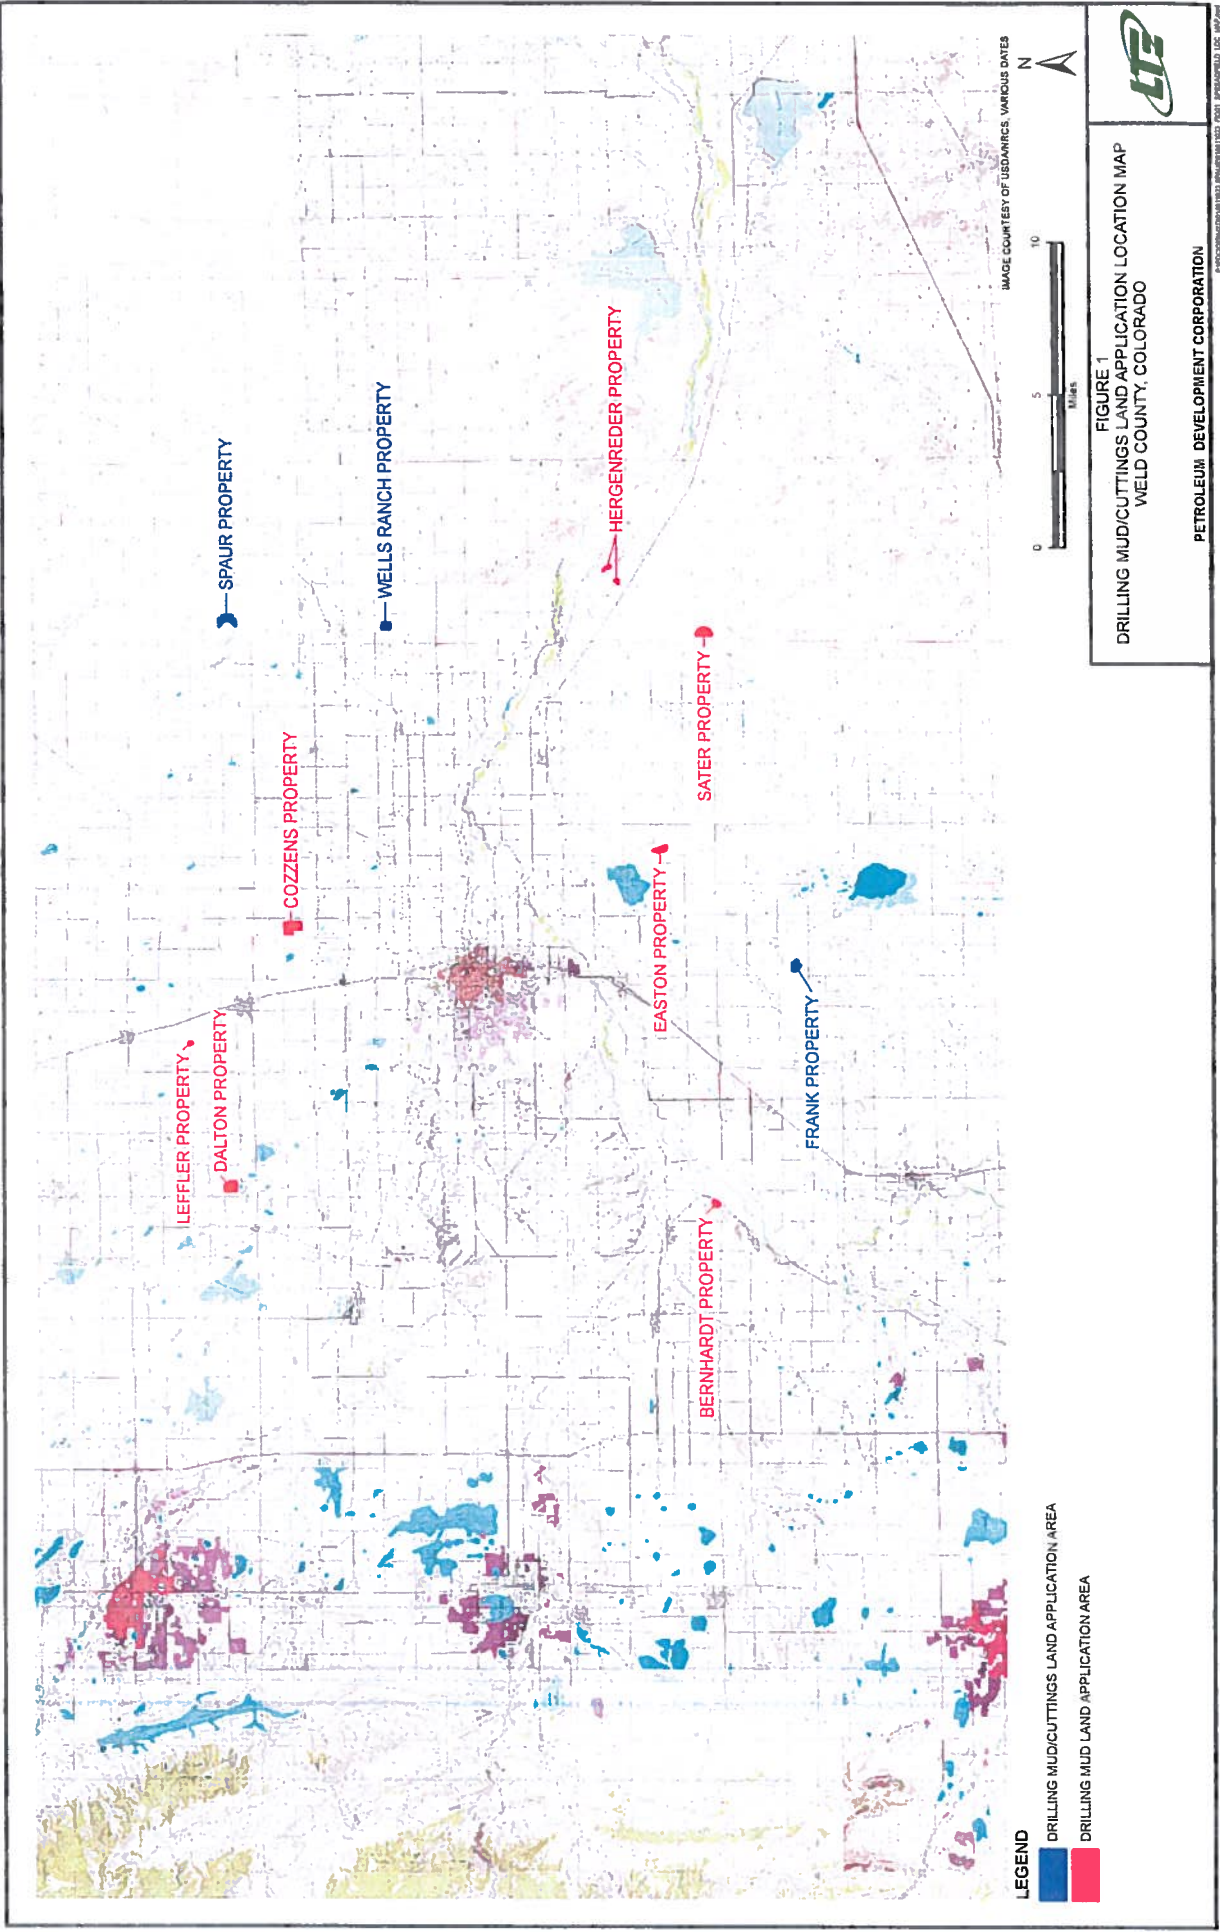 SPAUR PROPERTY
WELLS RANCH PROPERTY
COZZENS PROPERTY
LEFFLER PROPERTY
DALTON PROPERTY
HERGENREDER PROPERTY
SATER PROPERTY
EASTON PROPERTY
FRANK PROPERTY
BERNHARDT PROPERTY
IMAGE COURTESY OF USDA/NRCS, VARIOUS DATES
N
0 5 10
Miles
LEGEND
DRILLING MUD/CUTTINGS LAND APPLICATION AREA
DRILLING MUD LAND APPLICATION AREA
FIGURE 1
DRILLING MUD/CUTTINGS LAND APPLICATION LOCATION MAP
WELD COUNTY, COLORADO
PETROLEUM DEVELOPMENT CORPORATION
LTE